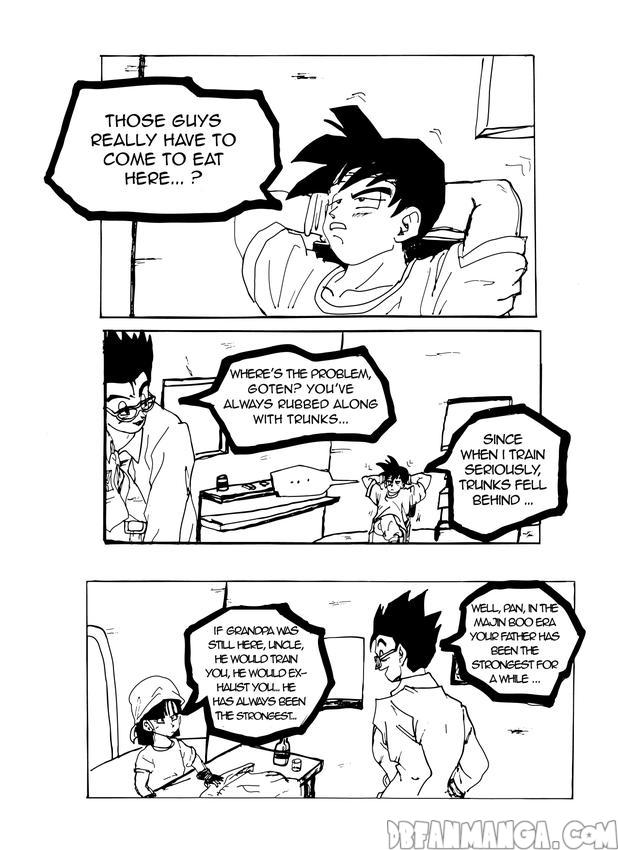 THOSE GUYS
REALLY HAVE TO
COME TO EAT
HERE... ?
WHERE'S THE PROBLEM,
GOTEN? YOU'VE
ALWAYS RUBBED ALONG
WITH TRUNKS...
...
SINCE
WHEN I TRAIN
SERIOUSLY,
TRUNKS FELL
BEHIND ...
IF GRANDPA WAS
STILL HERE, UNCLE,
HE WOULD TRAIN
YOU, HE WOULD EX-
HAUST YOU... HE
HAS ALWAYS BEEN
THE STRONGEST...
WELL, PAN, IN THE
MAJIN BOO ERA
YOUR FATHER HAS
BEEN THE
STRONGEST FOR
A WHILE ...
DBFANMANGA.COM!